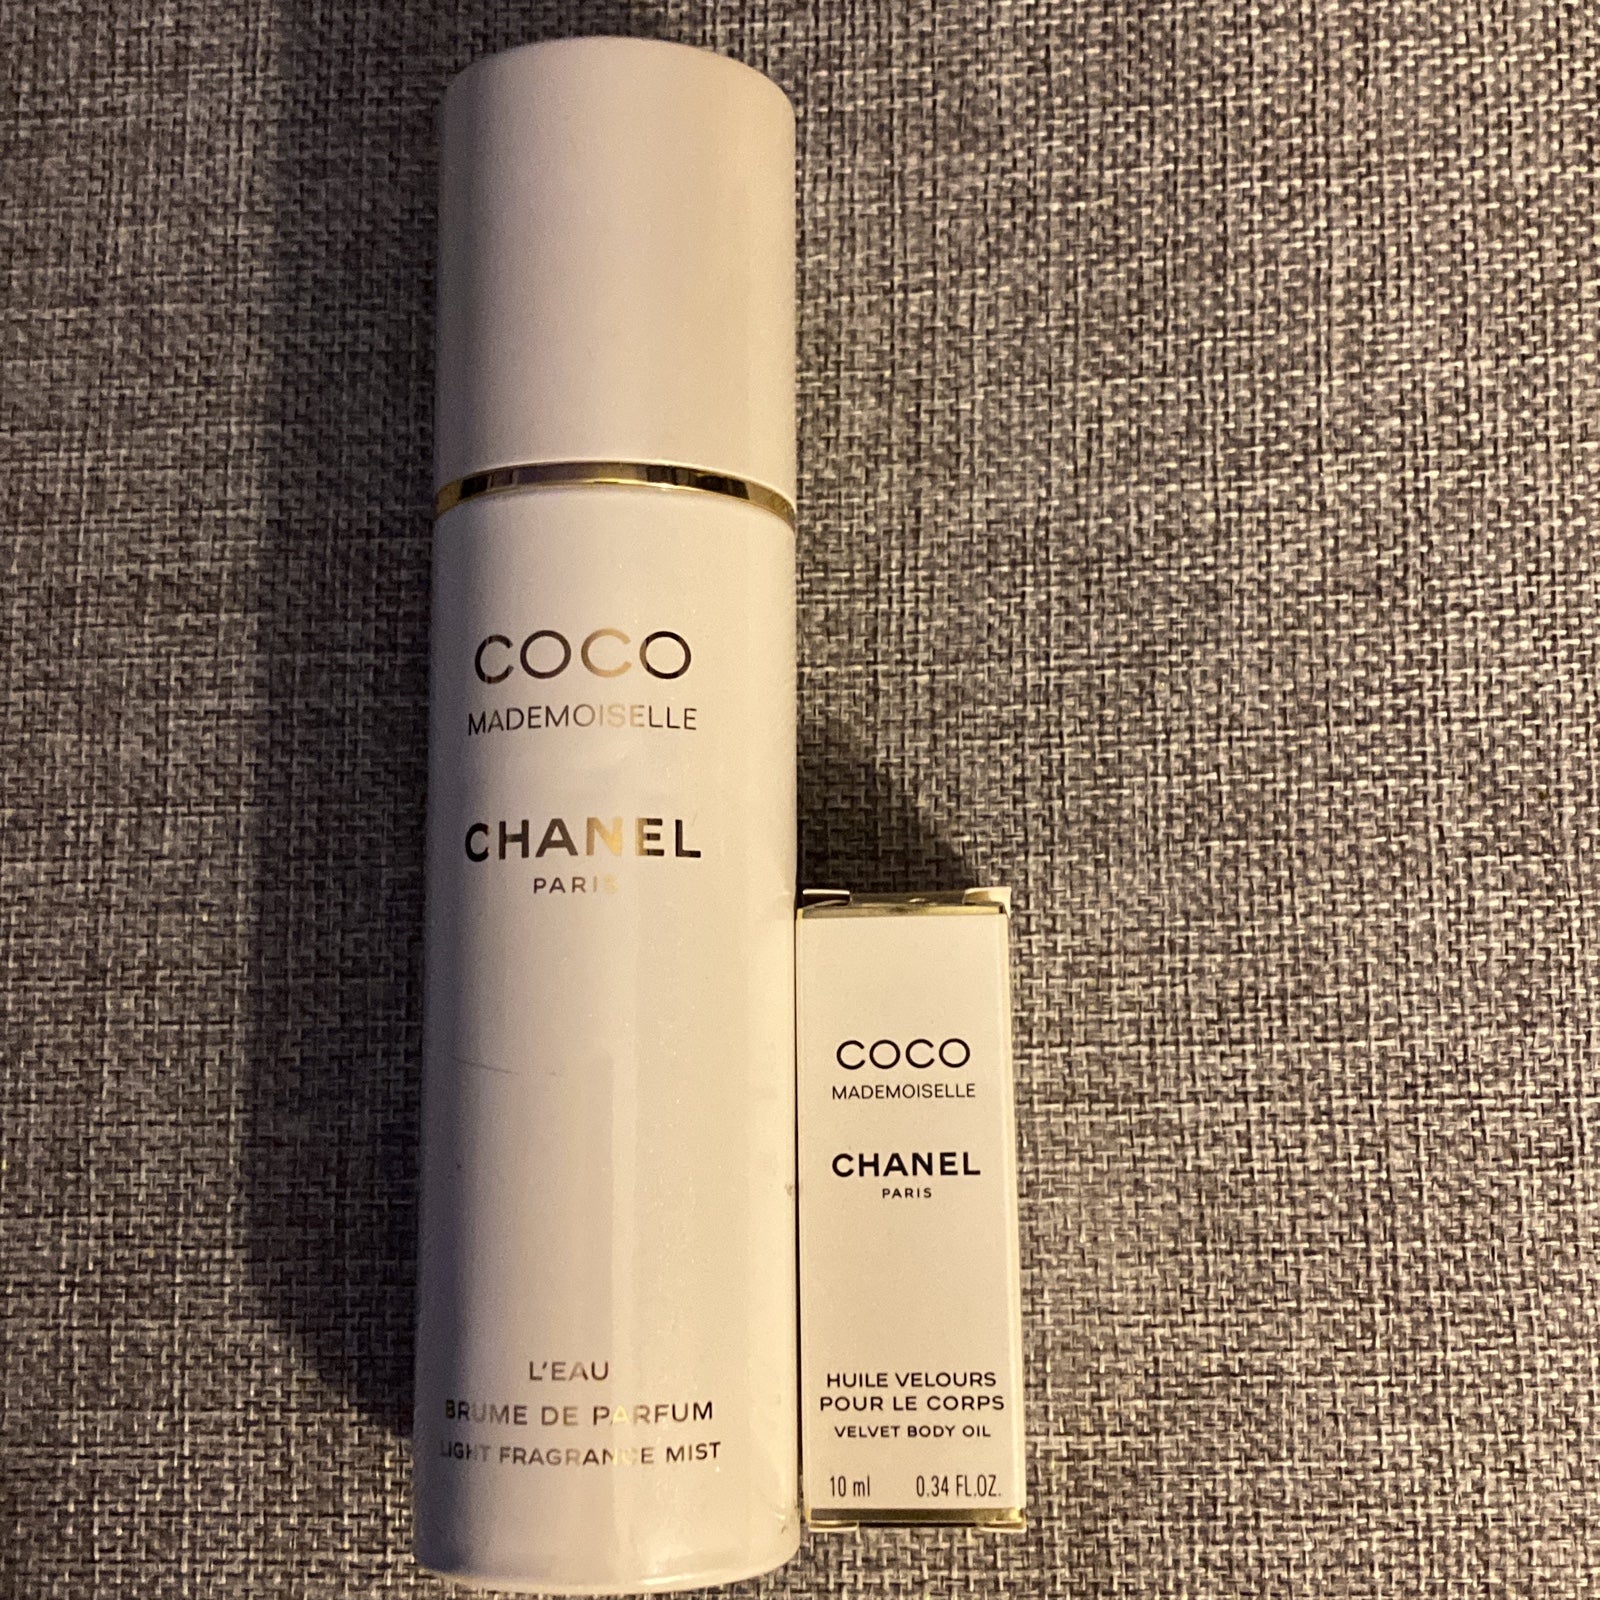 COCO
MADEMOISELLE
CHANEL
PARIS
L'EAU
BRUME DE PARFUM
LIGHT FRAGRANCE MIST
COCO
MADEMOISELLE
CHANEL
PARIS
HUILE VELOURS
POUR LE CORPS
VELVET BODY OIL
10 ml 0.34 FL.OZ.